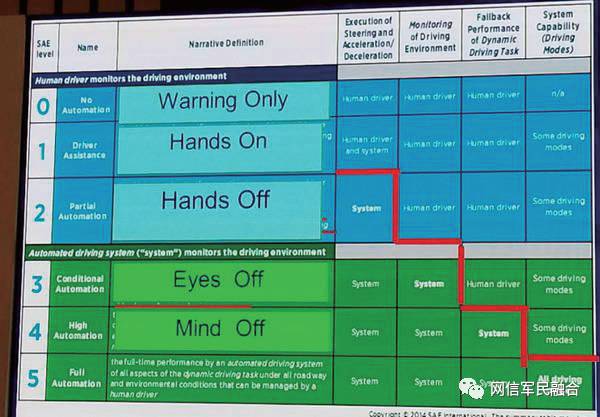 SAE
level
Name
Narrative Definition
Execution of
Steering and
Acceleration/
Deceleration
Monitoring
of Driving
Environment
Fallback
Performance
of Dynamic
Driving Task
System
Capability
(Driving
Modes)
Human driver monitors the driving environment
0
No
Automation
Warning Only
Human driver
Human driver
Human driver
n/a
1
Driver
Assistance
Hands On
ng
Human driver
and system
Human driver
Human driver
Some driving
modes
2
Partial
Automation
Hands Off
System
Human driver
Human driver
Some driving
modes
Automated driving system ("system") monitors the driving environment
3
Conditional
Automation
Eyes Off
System
System
Human driver
Some driving
modes
4
High
Automation
Mind Off
System
System
System
Some driving
modes
5
Full
Automation
the full-time performance by an automated driving system
of all aspects of the dynamic driving task under all roadway
and environmental conditions that can be managed by a
human driver
System
System
All driving
网信军民融合
Copyright © 2014 SAE International.